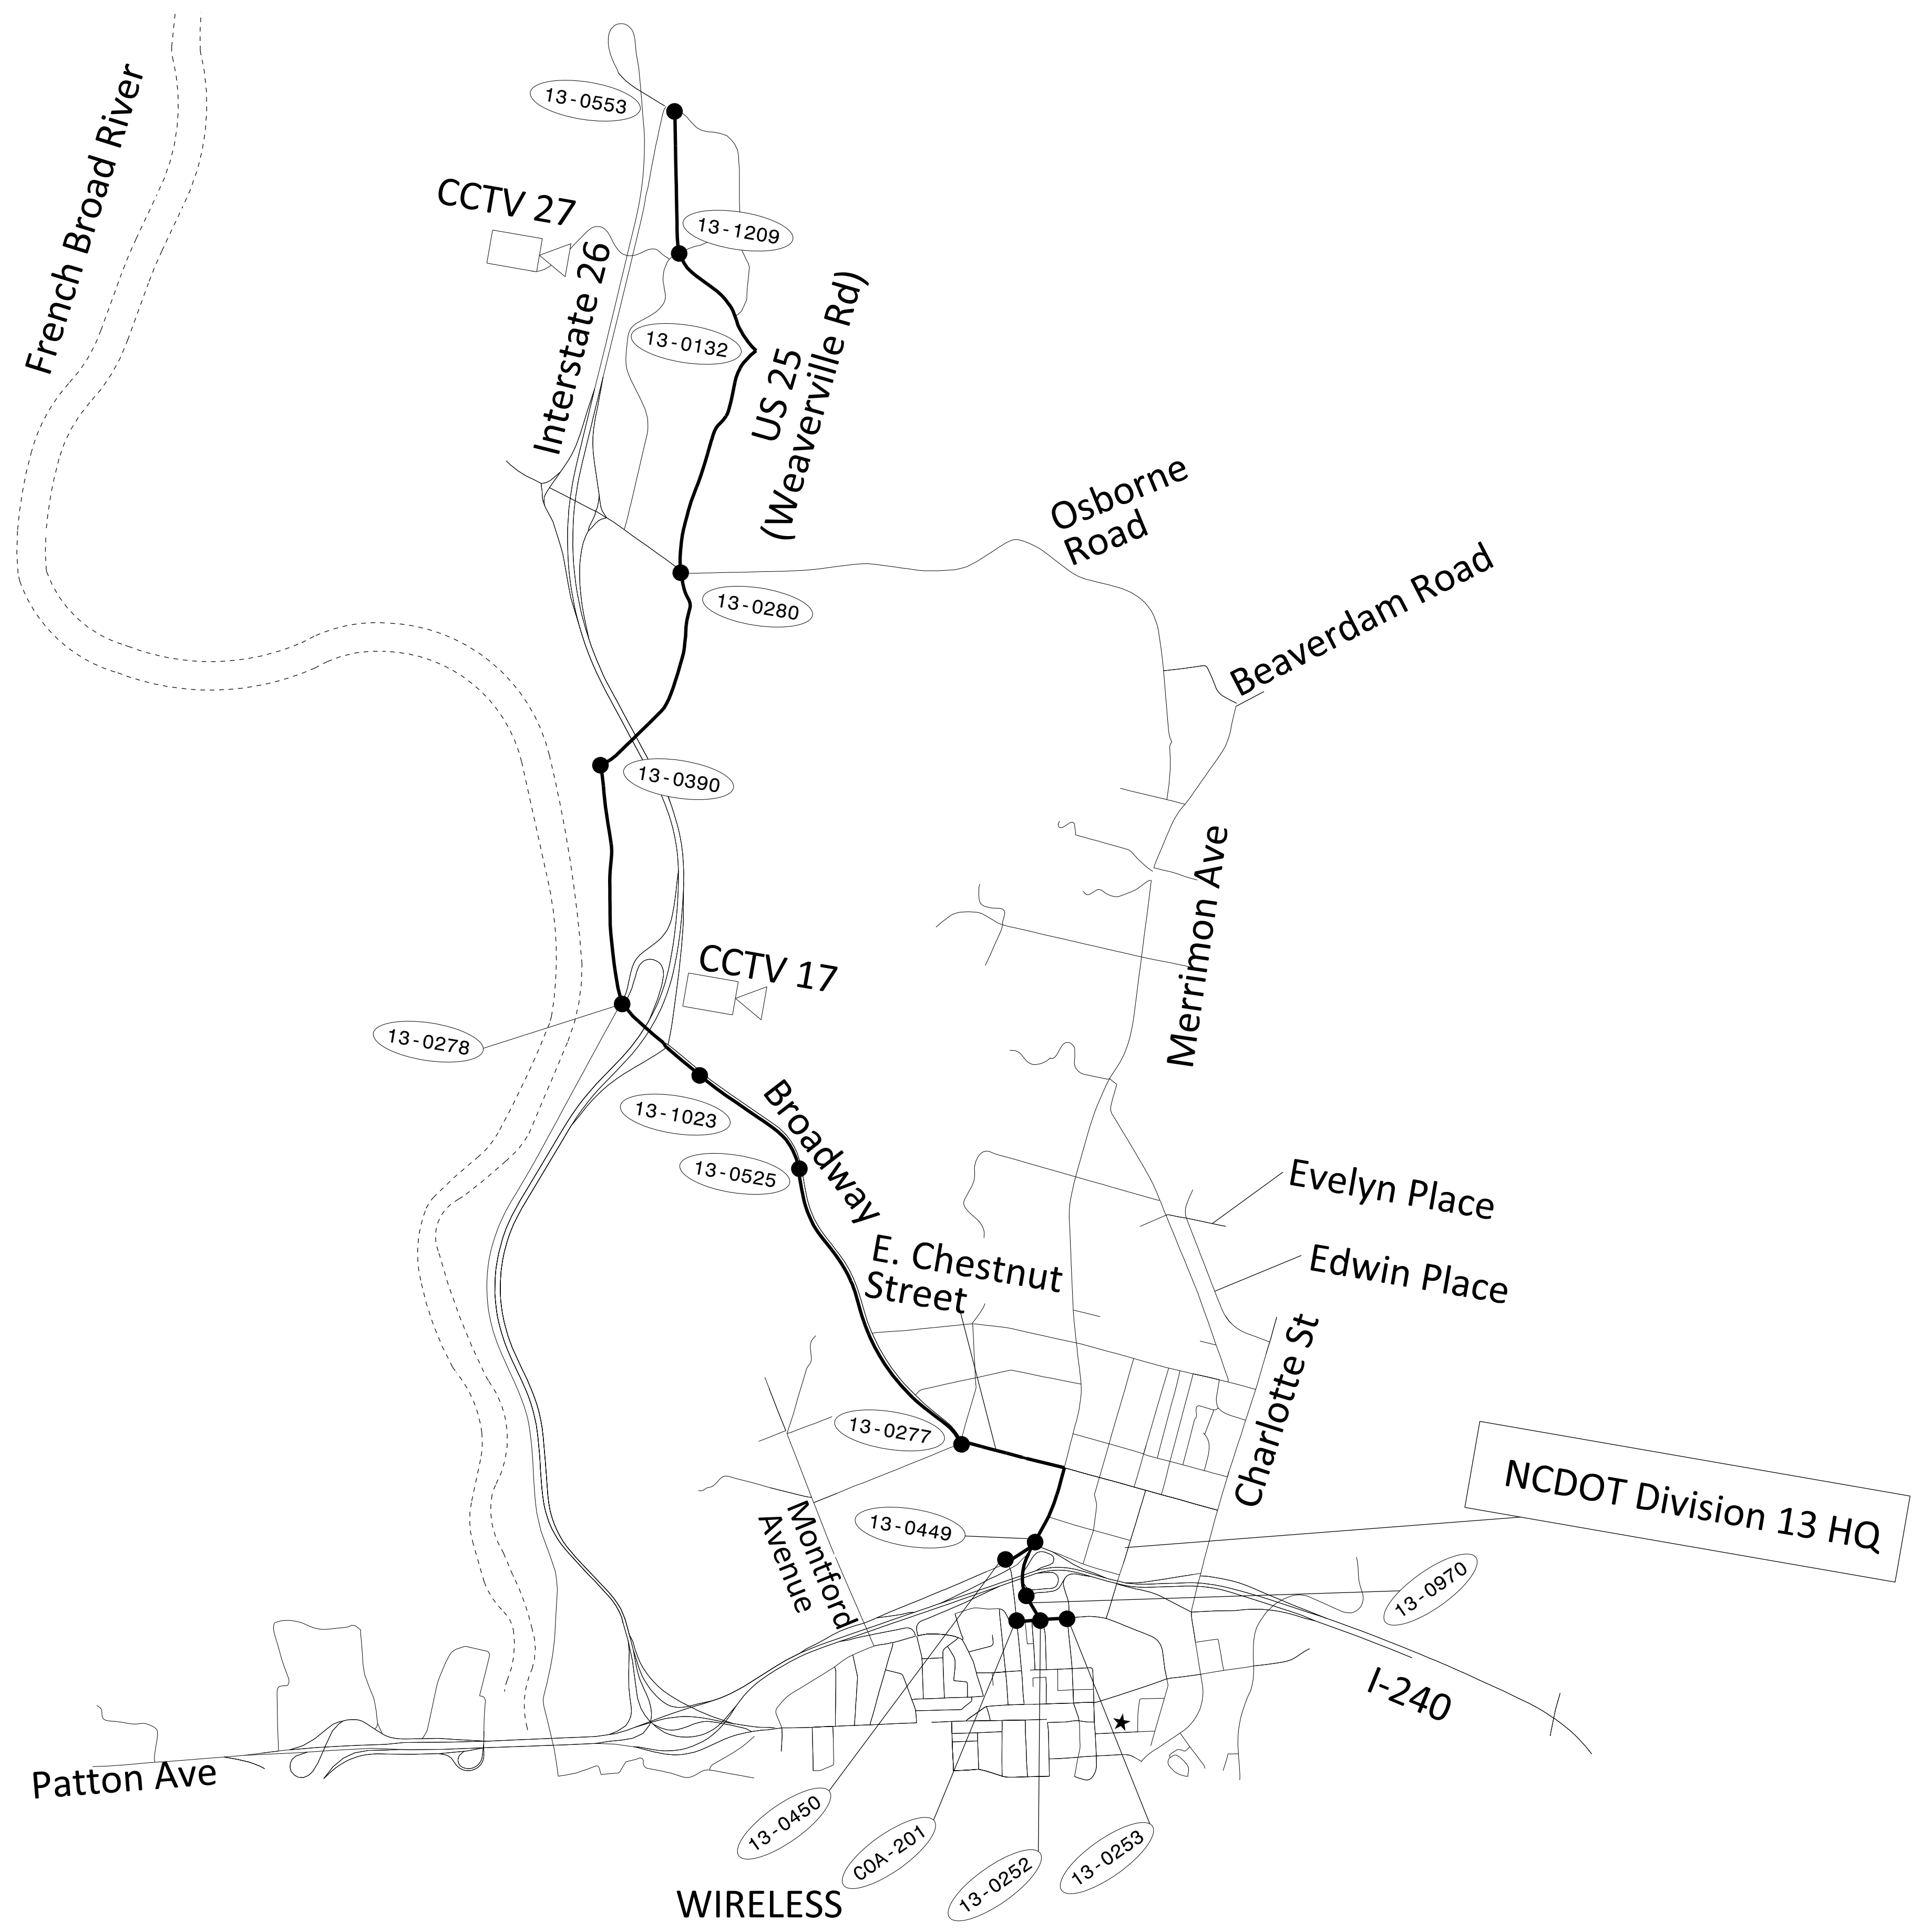 13-0553
French Broad River
CCTV 27
13-1209
Interstate 26
13-0132
US 25
(Weaverville Rd)
Osborne
Road
Beaverdam Road
13-0280
13-0390
Merrimon Ave
CCTV 17
13-0278
13-1023
Broadway
13-0525
Evelyn Place
E. Chestnut
Street
Edwin Place
Charlotte St
13-0277
NCDOT Division 13 HQ
Montford
Avenue
13-0449
13-0970
I-240
Patton Ave
13-0450
COA-201
13-0252
13-0253
WIRELESS